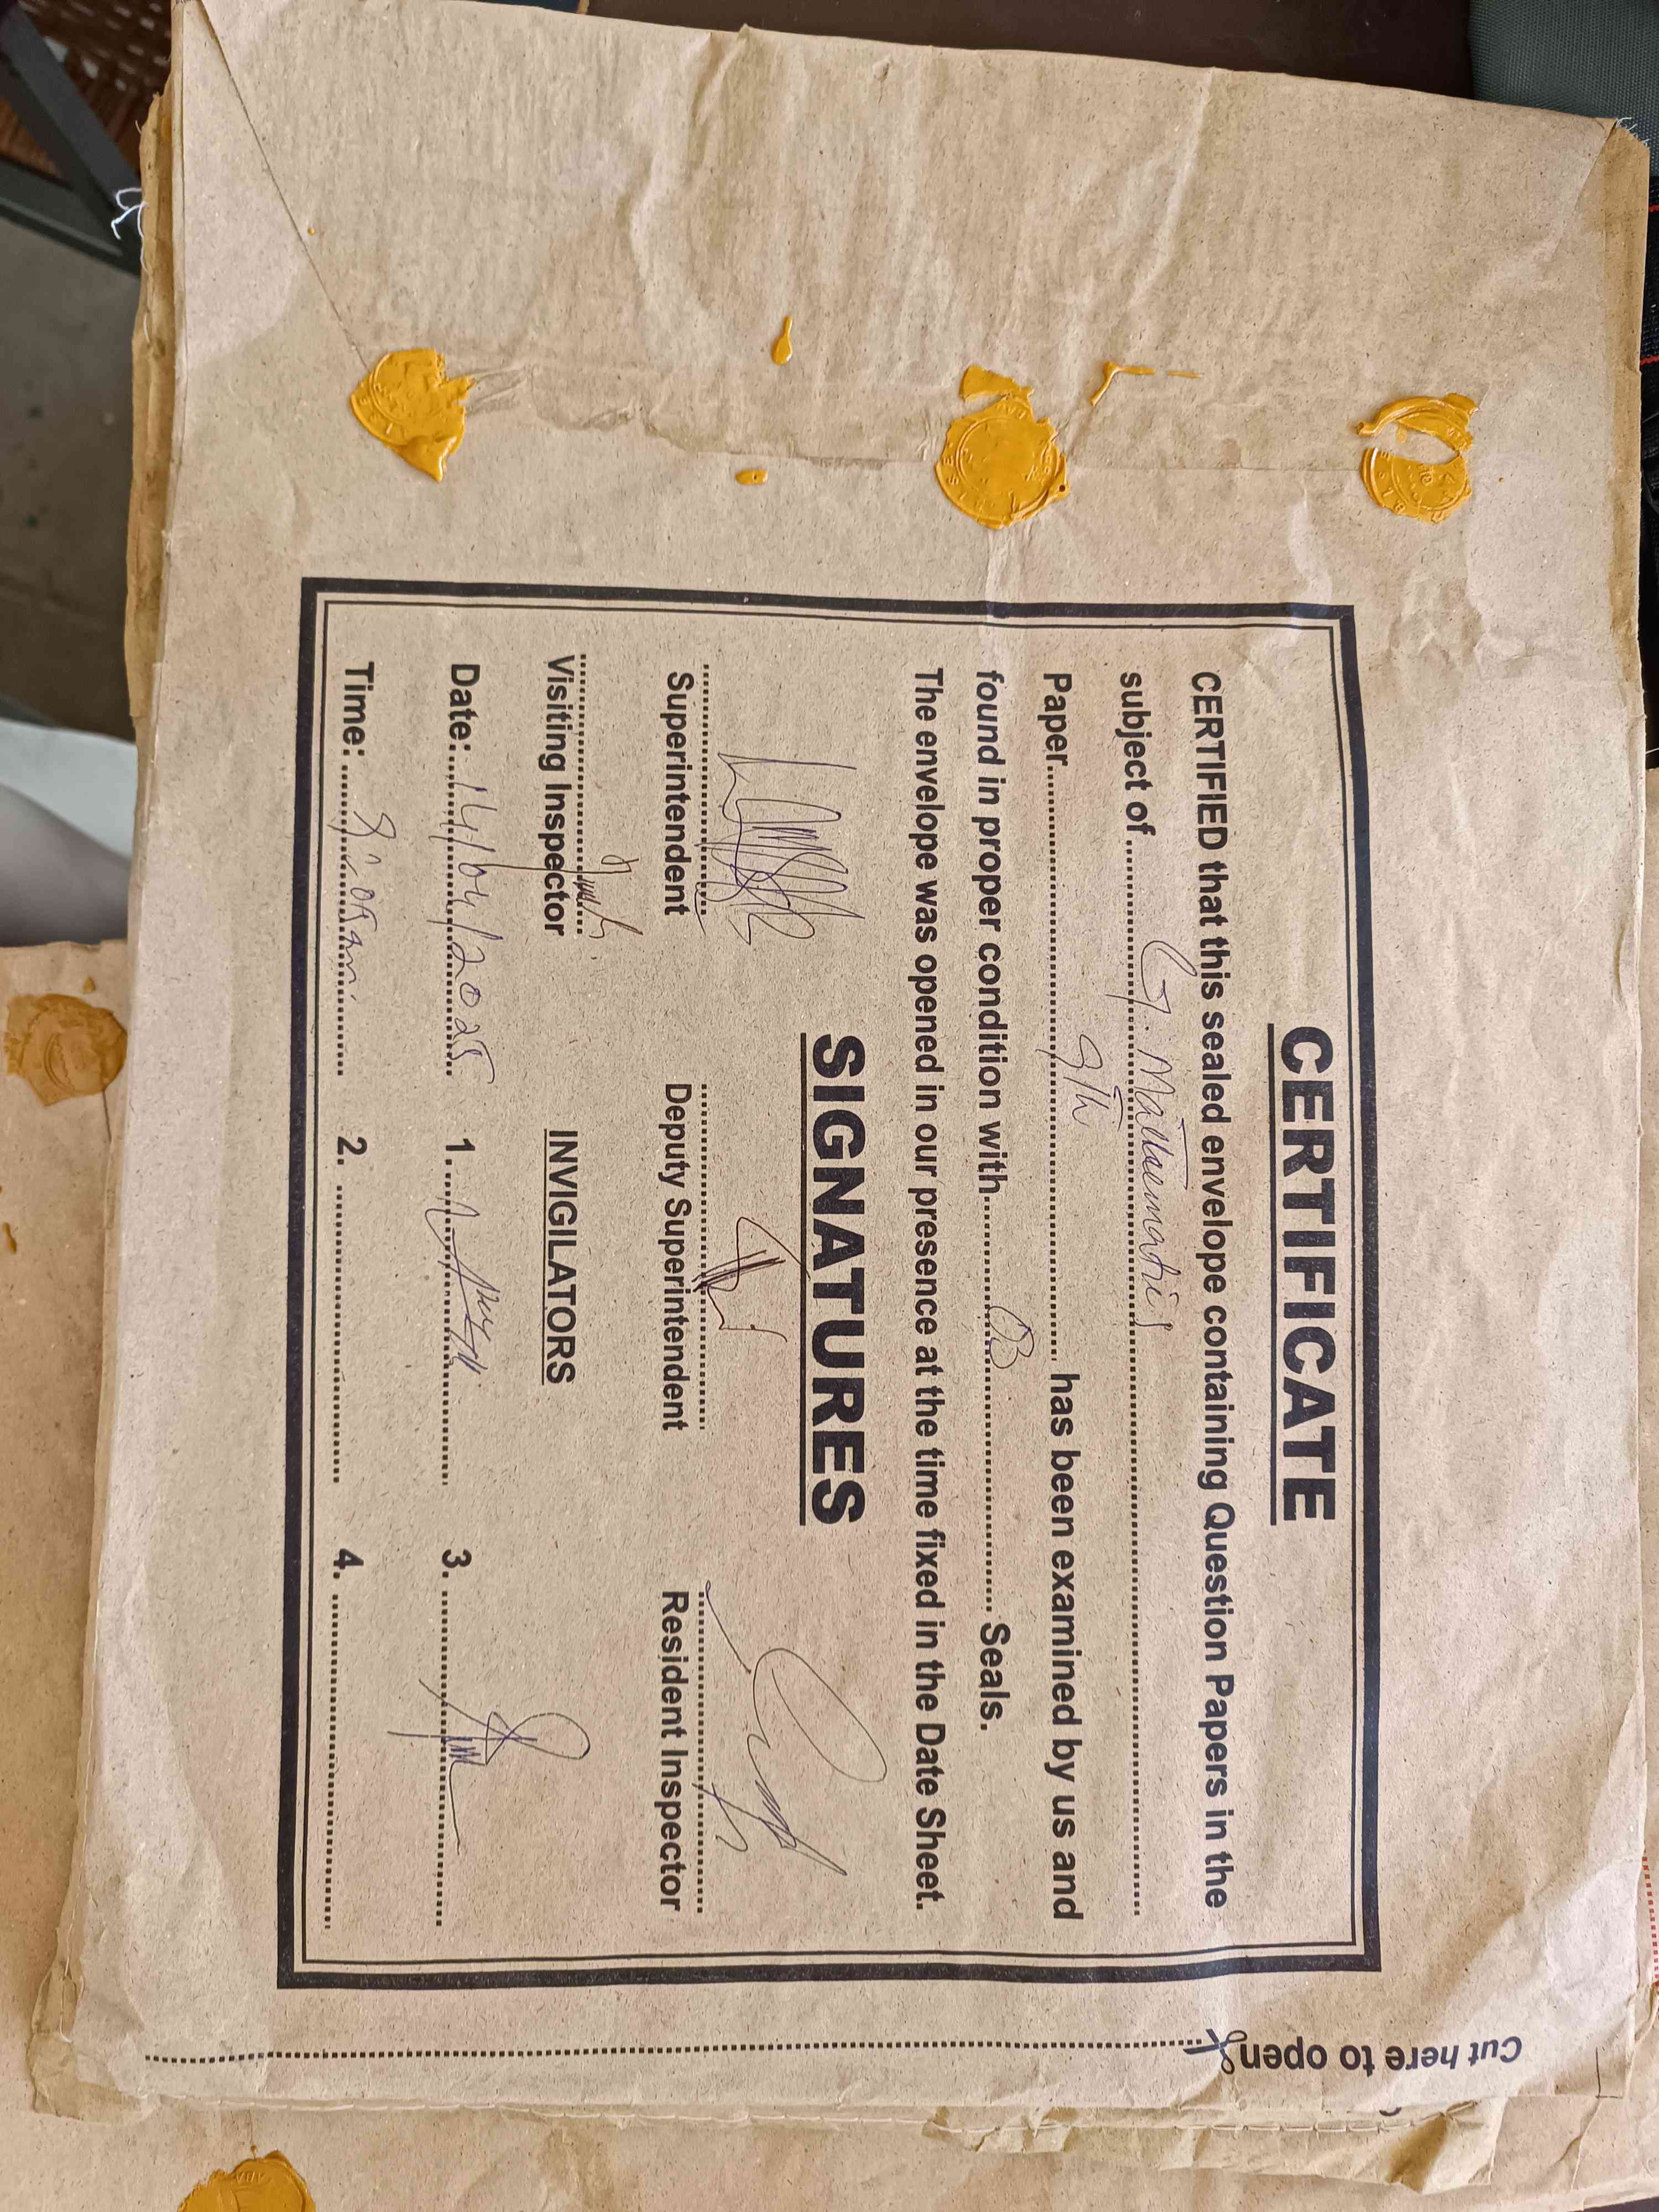 CERTIFICATE
CERTIFIED that this sealed envelope containing Question Papers in the
subject of G. Mathematics
Paper 9th has been examined by us and
found in proper condition with 03 Seals.
The envelope was opened in our presence at the time fixed in the Date Sheet.
SIGNATURES
Superintendent Deputy Superintendent Resident Inspector
Visiting Inspector INVIGILATORS
Date: 14/04/2025 1. 3.
Time: 2. 4.
Cut here to open